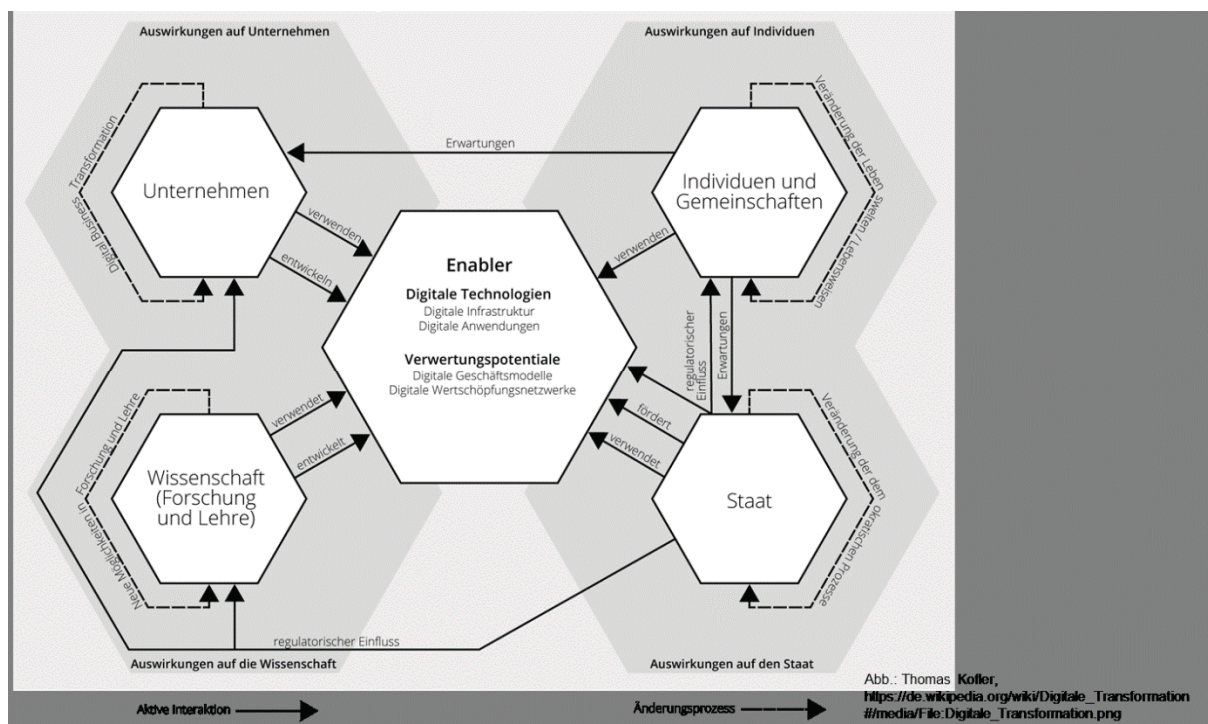 Auswirkungen auf Unternehmen
Auswirkungen auf Individuen
Digital Business Transformation
Unternehmen
Erwartungen
Individuen und
Gemeinschaften
Veränderung der Leben
swelten / Lebensweisen
verwenden
entwickeln
verwenden
Enabler
Digitale Technologien
Digitale Infrastruktur
Digitale Anwendungen
Verwertungspotentiale
Digitale Geschäftsmodelle
Digitale Wertschöpfungsnetzwerke
regulatorischer
Einfluss
Erwartungen
Neue Möglichkeiten in Forschung und Lehre
Wissenschaft
(Forschung
und Lehre)
verwendet
entwickelt
fördert
verwendet
Staat
Veränderung der dem
okratischen Prozesse
regulatorischer Einfluss
Auswirkungen auf die Wissenschaft
Auswirkungen auf den Staat
Aktive Interaktion
Änderungsprozess
Abb.: Thomas Kofler,
https://de.wikipedia.org/wiki/Digitale_Transformation
#/media/File:Digitale_Transformation.png